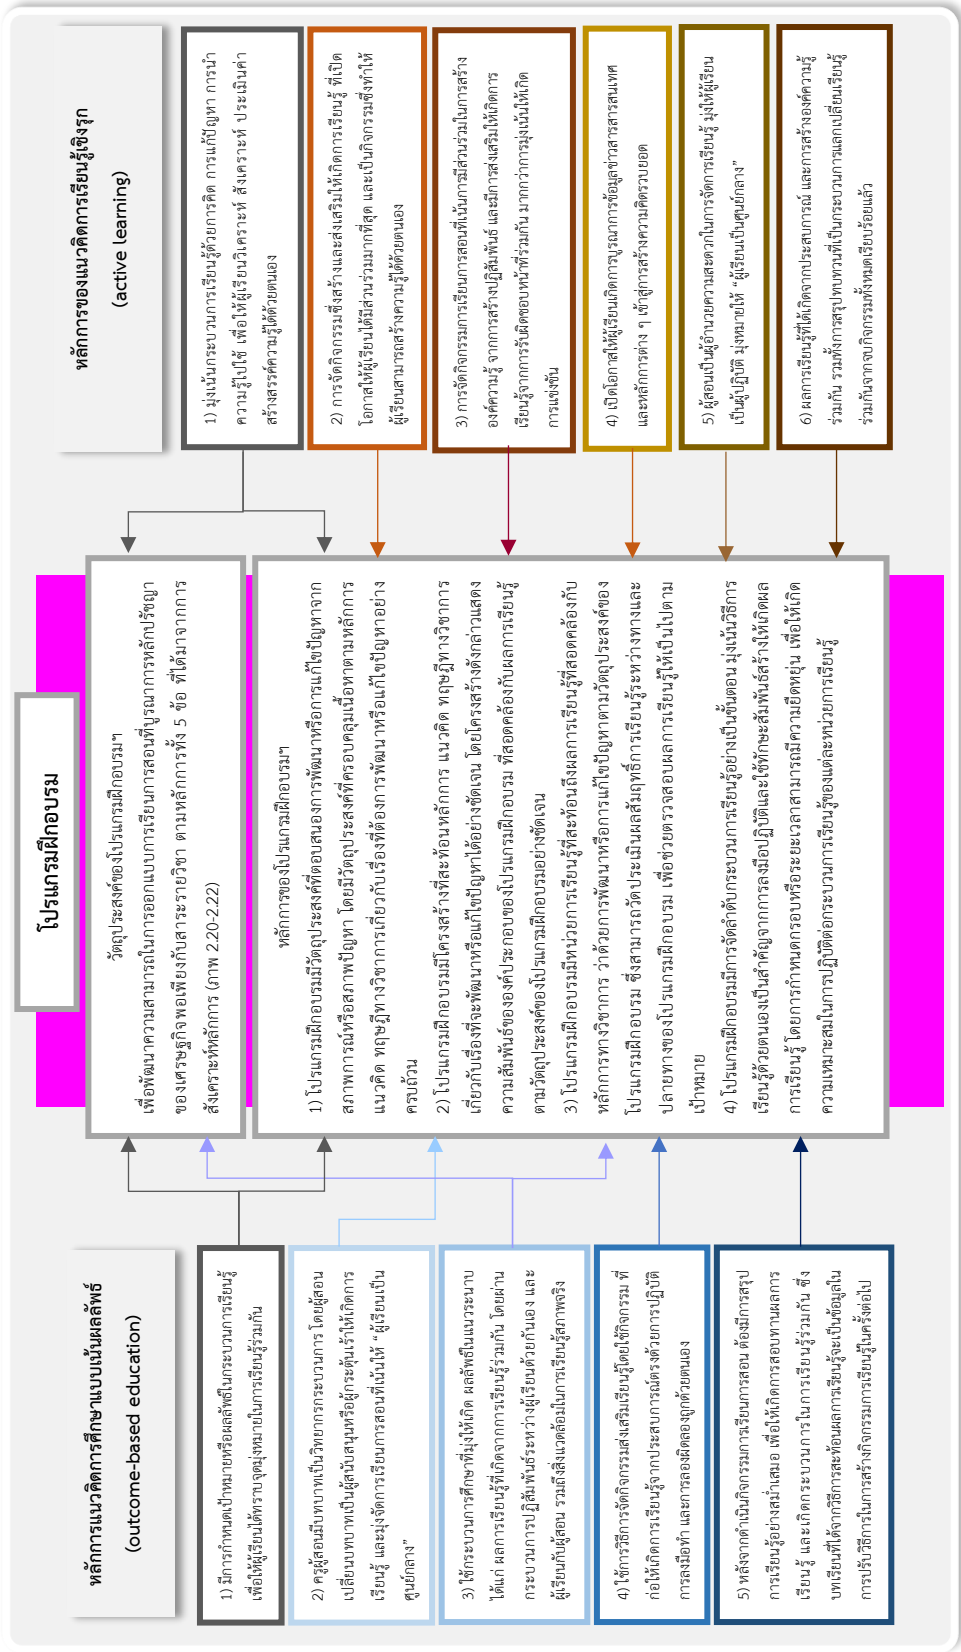 โปรแกรมฝึกอบรม
หลักการแนวคิดการศึกษาแบบเน้นผลลัพธ์
(outcome-based education)
1) มีการกำหนดเป้าหมายหรือผลลัพธ์ในกระบวนการเรียนรู้
เพื่อให้ผู้เรียนได้ทราบจุดมุ่งหมายในการเรียนรู้ร่วมกัน
2) ครูผู้สอนมีบทบาทเป็นวิทยากรกระบวนการ โดยผู้สอน
เปลี่ยนบทบาทเป็นผู้สนับสนุนหรือผู้กระตุ้นเร้าให้เกิดการ
เรียนรู้ และมุ่งจัดการเรียนการสอนที่เน้นให้ “ผู้เรียนเป็น
ศูนย์กลาง”
3) ใช้กระบวนการศึกษาที่มุ่งให้เกิด ผลลัพธ์ในแนวระนาบ
ได้แก่ ผลการเรียนรู้ที่เกิดจากการเรียนรู้ร่วมกัน โดยผ่าน
กระบวนการปฏิสัมพันธ์ระหว่างผู้เรียนด้วยกันเอง และ
ผู้เรียนกับผู้สอน รวมถึงสิ่งแวดล้อมในการเรียนรู้สภาพจริง
4) ใช้การวิธีการจัดกิจกรรมส่งเสริมเรียนรู้โดยใช้กิจกรรม ที่
ก่อให้เกิดการเรียนรู้จากประสบการณ์ตรงด้วยการปฏิบัติ
การลงมือทำ และการลองผิดลองถูกด้วยตนเอง
5) หลังจากดำเนินกิจกรรมการเรียนการสอน ต้องมีการสรุป
การเรียนรู้อย่างสม่ำเสมอ เพื่อให้เกิดการสอบทานผลการ
เรียนรู้ และเกิดกระบวนการในการเรียนรู้ร่วมกัน ซึ่ง
บทเรียนที่ได้จากวิธีการสะท้อนผลการเรียนรู้จะเป็นข้อมูลใน
การปรับวิธีการในการสร้างกิจกรรมการเรียนรู้ในครั้งต่อไป
วัตถุประสงค์ของโปรแกรมฝึกอบรมฯ
เพื่อพัฒนาความสามารถในการออกแบบการเรียนการสอนที่บูรณาการหลักปรัชญา
ของเศรษฐกิจพอเพียงกับสาระรายวิชา ตามหลักการทั้ง 5 ข้อ ที่ได้มาจากการ
สังเคราะห์หลักการ (ภาพ 2.20-2.22)
หลักการของโปรแกรมฝึกอบรมฯ
1) โปรแกรมฝึกอบรมมีวัตถุประสงค์ที่ตอบสนองการพัฒนาหรือการแก้ไขปัญหาจาก
สภาพการณ์หรือสภาพปัญหา โดยมีวัตถุประสงค์ที่ครอบคลุมเนื้อหาตามหลักการ
แนวคิด ทฤษฎีทางวิชาการเกี่ยวกับเรื่องที่ต้องการพัฒนาหรือแก้ไขปัญหาอย่าง
ครบถ้วน
2) โปรแกรมฝึกอบรมมีโครงสร้างที่สะท้อนหลักการ แนวคิด ทฤษฎีทางวิชาการ
เกี่ยวกับเรื่องที่จะพัฒนาหรือแก้ไขปัญหาได้อย่างชัดเจน โดยโครงสร้างดังกล่าวแสดง
ความสัมพันธ์ขององค์ประกอบของโปรแกรมฝึกอบรม ที่สอดคล้องกับผลการเรียนรู้
ตามวัตถุประสงค์ของโปรแกรมฝึกอบรมอย่างชัดเจน
3) โปรแกรมฝึกอบรมมีหน่วยการเรียนรู้ที่สะท้อนถึงผลการเรียนรู้ที่สอดคล้องกับ
หลักการทางวิชาการ ว่าด้วยการพัฒนาหรือการแก้ไขปัญหาตามวัตถุประสงค์ของ
โปรแกรมฝึกอบรม ซึ่งสามารถวัดประเมินผลสัมฤทธิ์การเรียนรู้ระหว่างทางและ
ปลายทางของโปรแกรมฝึกอบรม เพื่อช่วยตรวจสอบผลการเรียนรู้ให้เป็นไปตาม
เป้าหมาย
4) โปรแกรมฝึกอบรมมีการจัดลำดับกระบวนการเรียนรู้อย่างเป็นขั้นตอน มุ่งเน้นวิธีการ
เรียนรู้ด้วยตนเองเป็นสำคัญจากการลงมือปฏิบัติและใช้ทักษะสัมพันธ์สร้างให้เกิดผล
การเรียนรู้ โดยการกำหนดกรอบหรือระยะเวลาสามารถมีความยืดหยุ่น เพื่อให้เกิด
ความเหมาะสมในการปฏิบัติต่อกระบวนการเรียนรู้ของแต่ละหน่วยการเรียนรู้
หลักการของแนวคิดการเรียนรู้เชิงรุก
(active learning)
1) มุ่งเน้นกระบวนการเรียนรู้ด้วยการคิด การแก้ปัญหา การนำ
ความรู้ไปใช้ เพื่อให้ผู้เรียนวิเคราะห์ สังเคราะห์ ประเมินค่า
สร้างสรรค์ความรู้ได้ด้วยตนเอง
2) การจัดกิจกรรมซึ่งสร้างและส่งเสริมให้เกิดการเรียนรู้ ที่เปิด
โอกาสให้ผู้เรียนได้มีส่วนร่วมมากที่สุด และเป็นกิจกรรมซึ่งทำให้
ผู้เรียนสามารถสร้างความรู้ได้ด้วยตนเอง
3) การจัดกิจกรรมการเรียนการสอนที่เน้นการมีส่วนร่วมในการสร้าง
องค์ความรู้ จากการสร้างปฏิสัมพันธ์ และมีการส่งเสริมให้เกิดการ
เรียนรู้จากการรับผิดชอบหน้าที่ร่วมกัน มากกว่าการมุ่งเน้นให้เกิด
การแข่งขัน
4) เปิดโอกาสให้ผู้เรียนเกิดการบูรณาการข้อมูลข่าวสารสารสนเทศ
และหลักการต่าง ๆ เข้าสู่การสร้างความคิดรวบยอด
5) ผู้สอนเป็นผู้อำนวยความสะดวกในการจัดการเรียนรู้ มุ่งให้ผู้เรียน
เป็นผู้ปฏิบัติ มุ่งหมายให้ “ผู้เรียนเป็นศูนย์กลาง”
6) ผลการเรียนรู้ที่ได้เกิดจากประสบการณ์ และการสร้างองค์ความรู้
ร่วมกัน รวมทั้งการสรุปทบทวนที่เป็นกระบวนการแลกเปลี่ยนเรียนรู้
ร่วมกันจากจบกิจกรรมทั้งหมดเรียบร้อยแล้ว